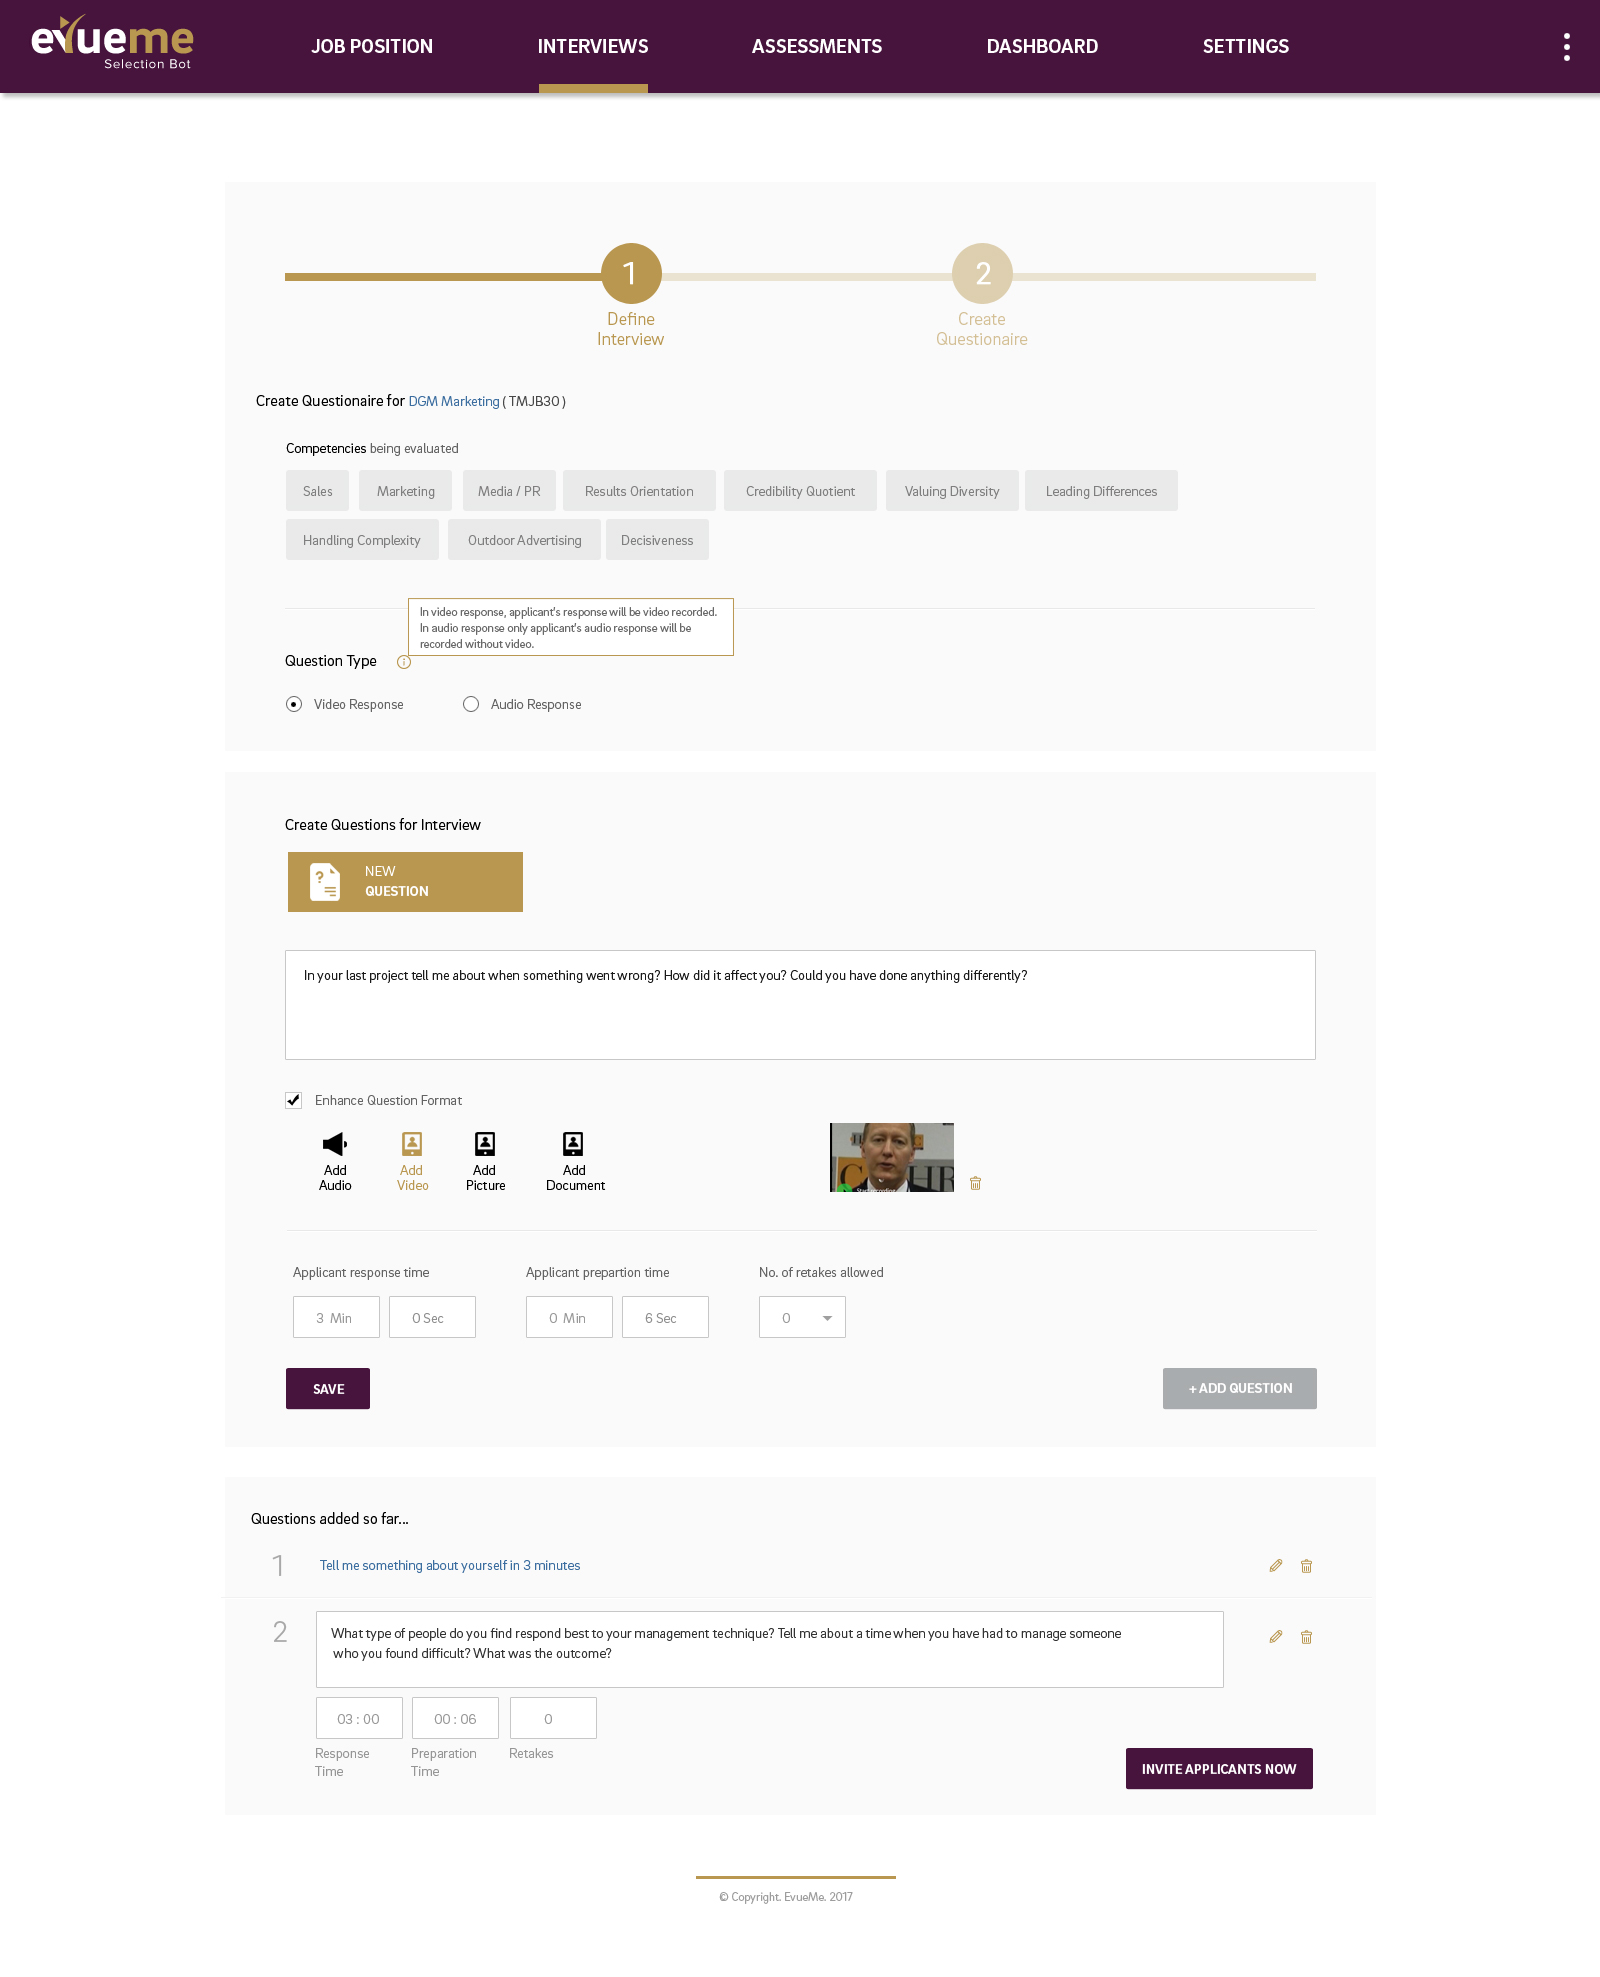 evueme
Selection Bot
JOB POSITION
INTERVIEWS
ASSESSMENTS
DASHBOARD
SETTINGS
1
2
Define
Interview
Create
Questionaire
Create Questionaire for DGM Marketing ( TMJB30 )
Competencies being evaluated
Sales
Marketing
Media / PR
Results Orientation
Credibility Quotient
Valuing Diversity
Leading Differences
Handling Complexity
Outdoor Advertising
Decisiveness
In video response, applicant's response will be video recorded.
In audio response only applicant's audio response will be
recorded without video.
Question Type
Video Response
Audio Response
Create Questions for Interview
NEW
QUESTION
In your last project tell me about when something went wrong? How did it affect you? Could you have done anything differently?
Enhance Question Format
Add
Audio
Add
Video
Add
Picture
Add
Document
Applicant response time
Applicant prepartion time
No. of retakes allowed
3 Min
0 Sec
0 Min
6 Sec
0
SAVE
+ ADD QUESTION
Questions added so far...
1
Tell me something about yourself in 3 minutes
2
What type of people do you find respond best to your management technique? Tell me about a time when you have had to manage someone
who you found difficult? What was the outcome?
03 : 00
00 : 06
0
Response
Time
Preparation
Time
Retakes
INVITE APPLICANTS NOW
© Copyright. EvueMe. 2017